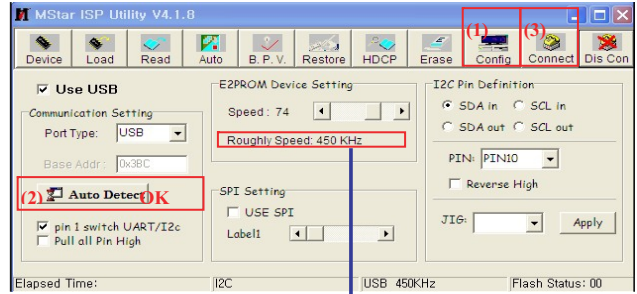 MStar ISP Utility V4.1.8
(1) (3)
Device Load Read Auto B. P. V. Restore HDCP Erase Config Connect Dis Con
Use USB
Communication Setting
Port Type: USB
Base Addr: 0x3BC
(2) Auto Detect OK
pin 1 switch UART/I2c
Pull all Pin High
E2PROM Device Setting
Speed: 74
Roughly Speed: 450 KHz
SPI Setting
USE SPI
Label1
I2C Pin Definition
SDA in SCL in
SDA out SCL out
PIN: PIN10
Reverse High
JIG: Apply
Elapsed Time: I2C USB 450KHz Flash Status: 00